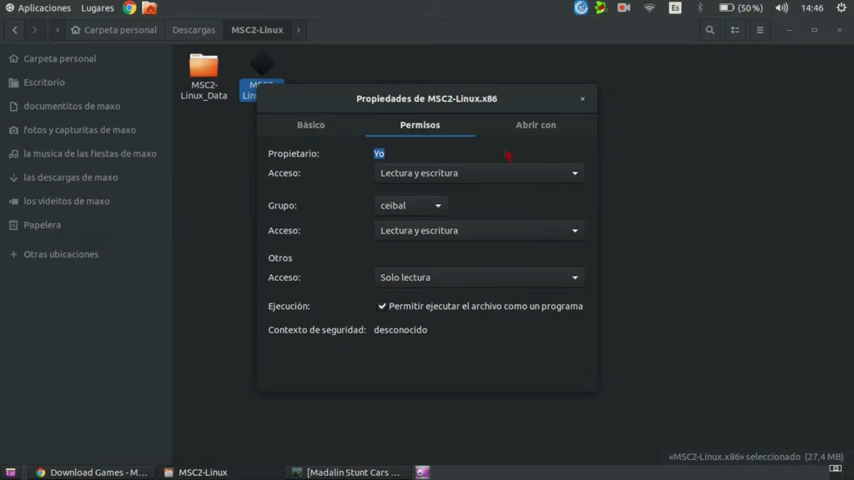 Aplicaciones Lugares Es (50%) 14:46
Carpeta personal Descargas MSC2-Linux
Carpeta personal
Escritorio
documentitos de maxo
fotos y capturitas de maxo
la musica de las fiestas de maxo
las descargas de maxo
los videitos de maxo
Papelera
Otras ubicaciones
MSC2-
Linux_Data
Propiedades de MSC2-Linux.x86
Básico Permisos Abrir con
Propietario: Yo
Acceso: Lectura y escritura
Grupo: ceibal
Acceso: Lectura y escritura
Otros
Acceso: Solo lectura
Ejecución: Permitir ejecutar el archivo como un programa
Contexto de seguridad: desconocido
«MSC2-Linux.x86» seleccionado (27,4 MB)
Download Games - M... MSC2-Linux [Madalin Stunt Cars ...